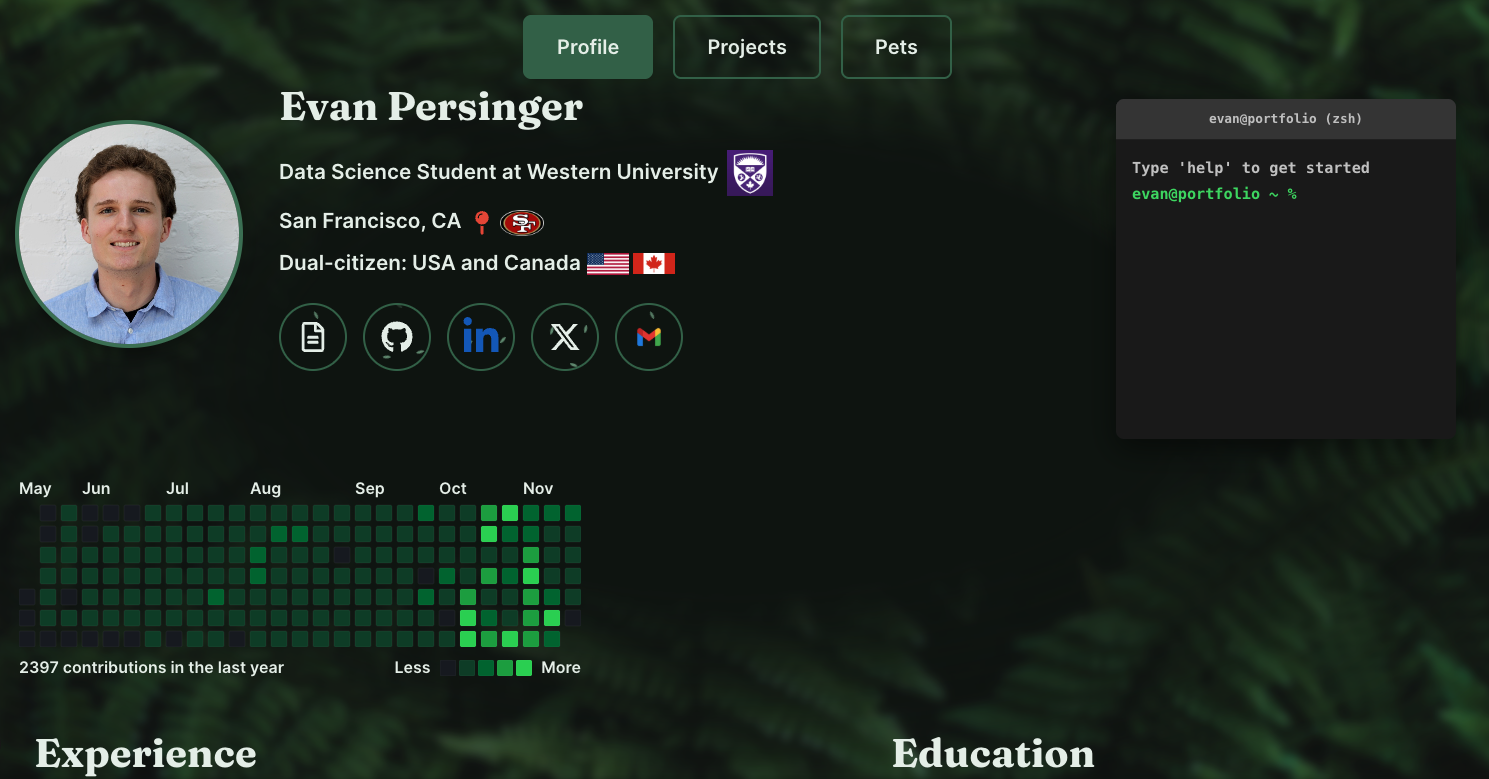 Profile Projects Pets
Evan Persinger
Data Science Student at Western University
San Francisco, CA
SF
Dual-citizen: USA and Canada
in
X
M
evan@portfolio (zsh)
Type 'help' to get started
evan@portfolio ~ %
May Jun Jul Aug Sep Oct Nov
2397 contributions in the last year
Less More
Experience
Education